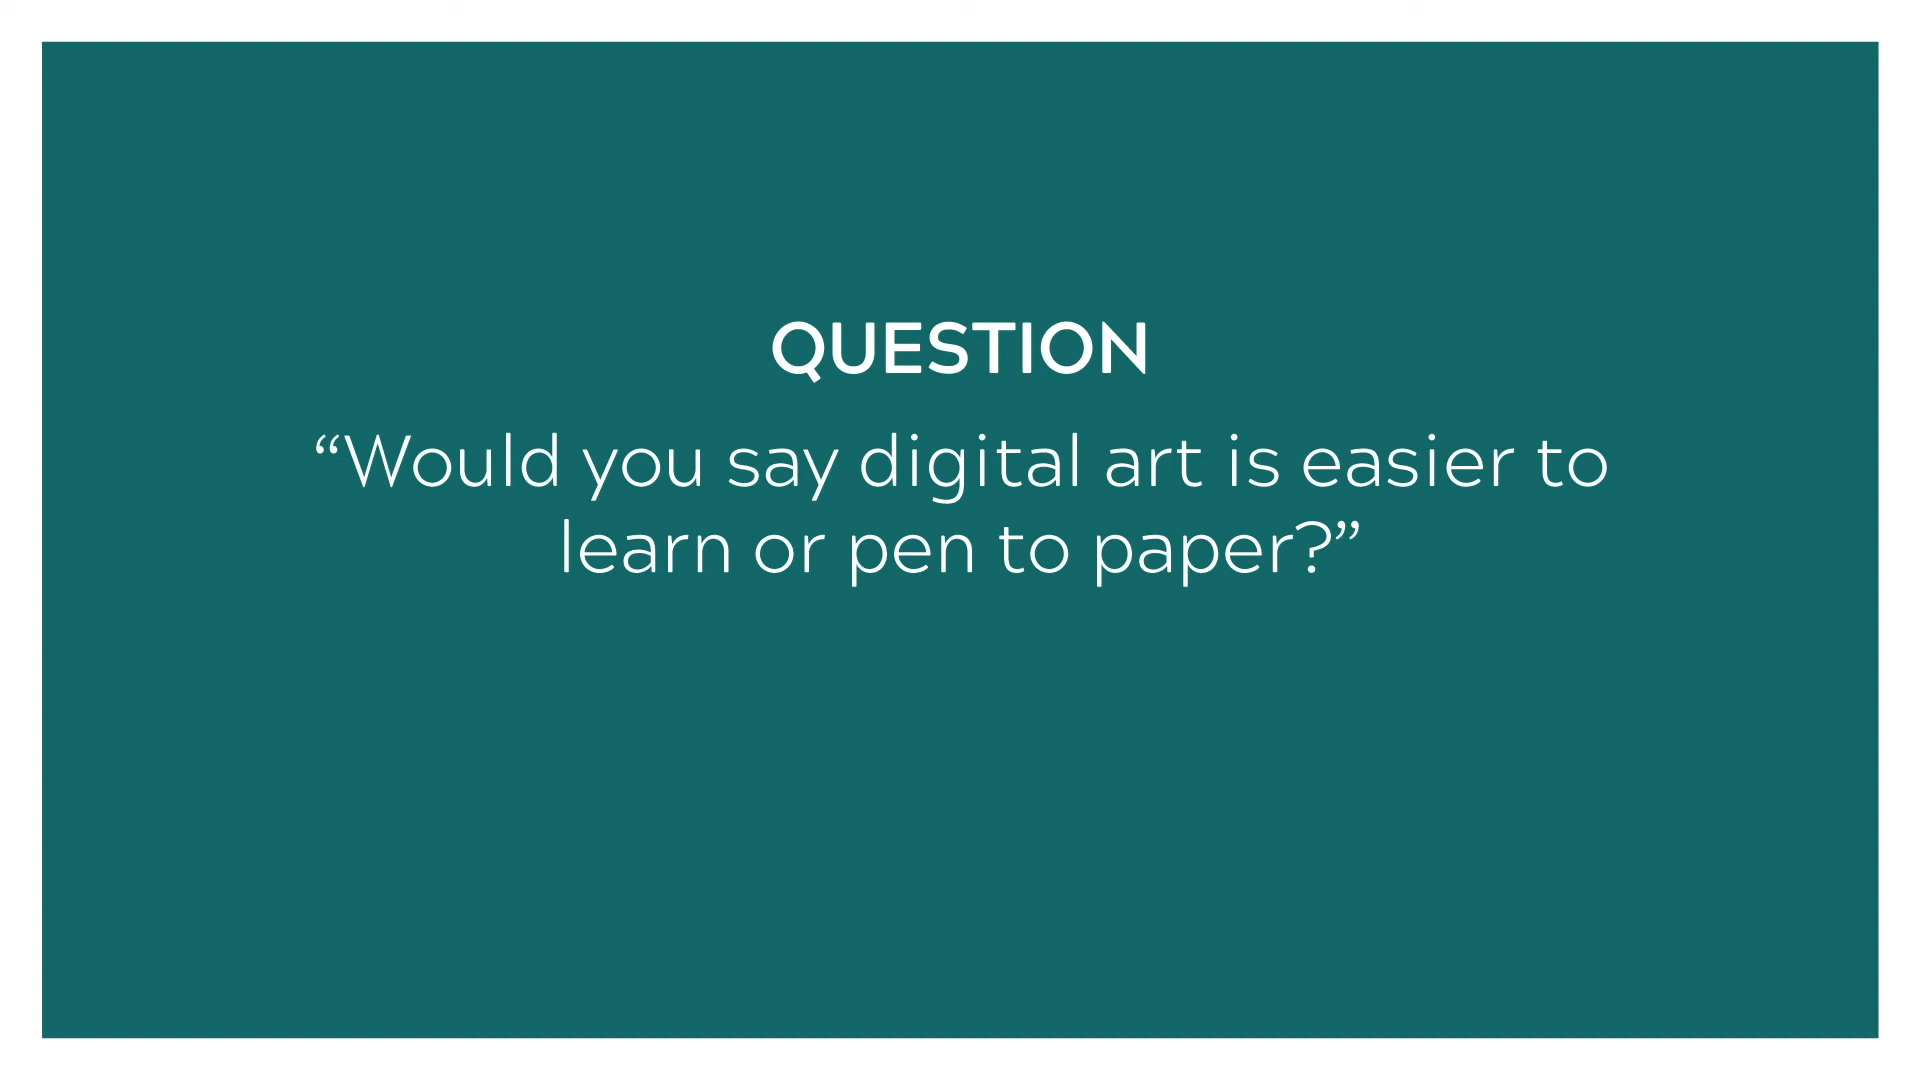 QUESTION
“Would you say digital art is easier to
learn or pen to paper?”